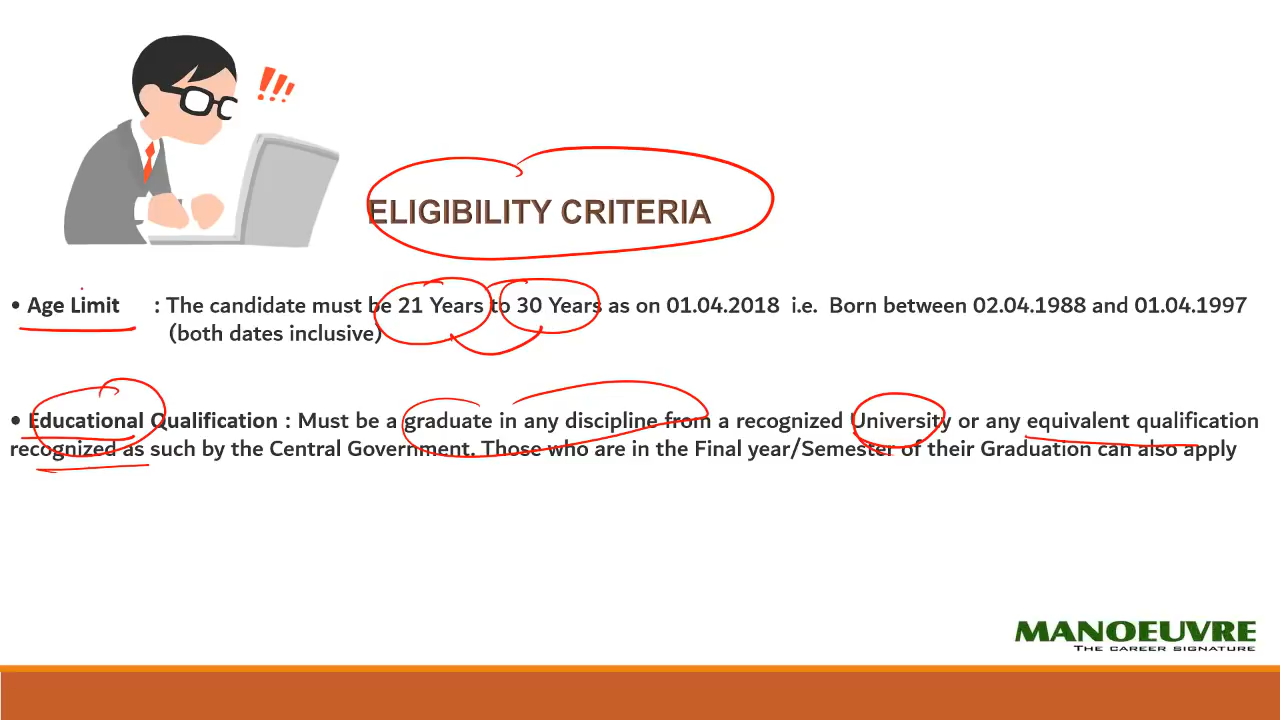 !!!
ELIGIBILITY CRITERIA
• Age Limit : The candidate must be 21 Years to 30 Years as on 01.04.2018 i.e. Born between 02.04.1988 and 01.04.1997
(both dates inclusive)
• Educational Qualification : Must be a graduate in any discipline from a recognized University or any equivalent qualification
recognized as such by the Central Government. Those who are in the Final year/Semester of their Graduation can also apply
MANOEUVRE
THE CAREER SIGNATURE